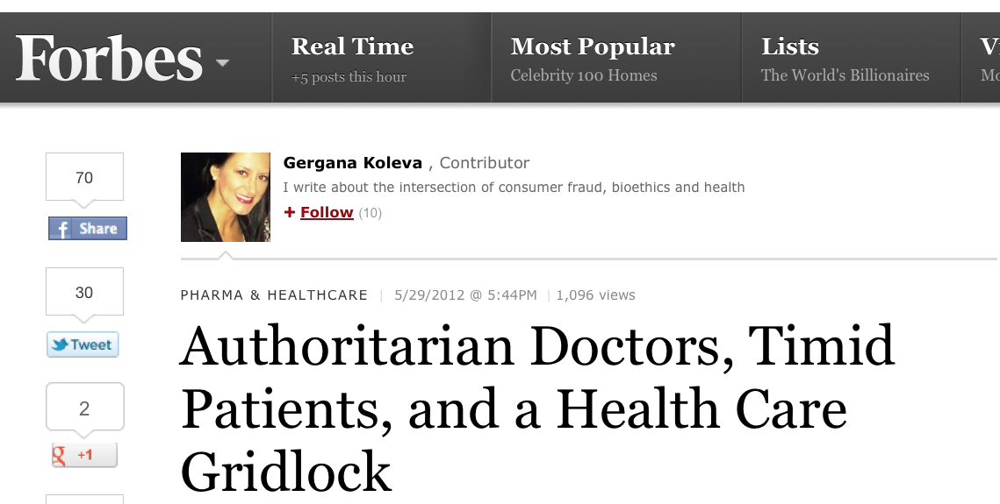 Forbes
Real Time
+5 posts this hour
Most Popular
Celebrity 100 Homes
Lists
The World's Billionaires
70
f Share
30
Tweet
2
g +1
Gergana Koleva , Contributor
I write about the intersection of consumer fraud, bioethics and health
+ Follow (10)
PHARMA & HEALTHCARE | 5/29/2012 @ 5:44PM | 1,096 views
Authoritarian Doctors, Timid
Patients, and a Health Care
Gridlock